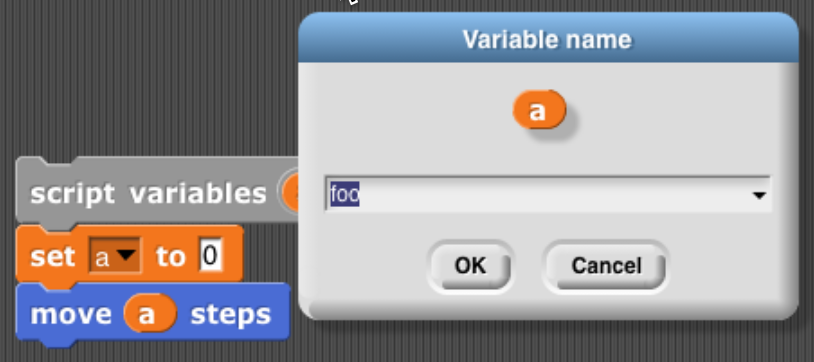 Variable name
a
foo
OK Cancel
script variables
set a to 0
move a steps